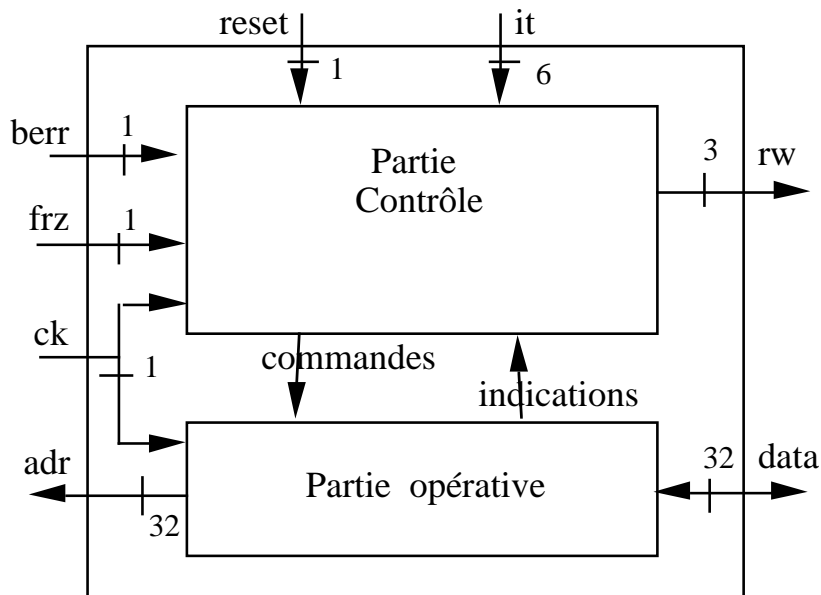 reset
it
1
6
berr
1
Partie
Contrôle
3
rw
frz
1
ck
1
commandes
indications
adr
32
Partie opérative
32
data